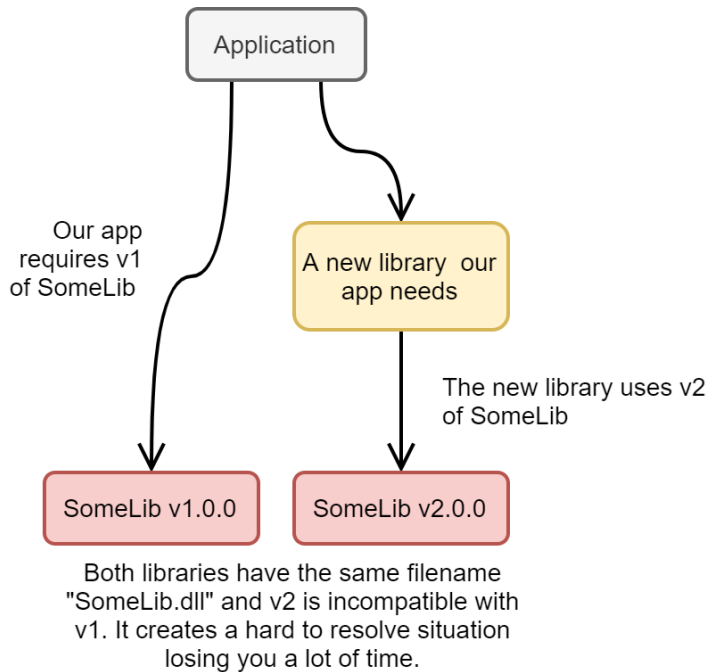 Application
Our app
requires v1
of SomeLib
A new library our
app needs
The new library uses v2
of SomeLib
SomeLib v1.0.0
SomeLib v2.0.0
Both libraries have the same filename
"SomeLib.dll" and v2 is incompatible with
v1. It creates a hard to resolve situation
losing you a lot of time.